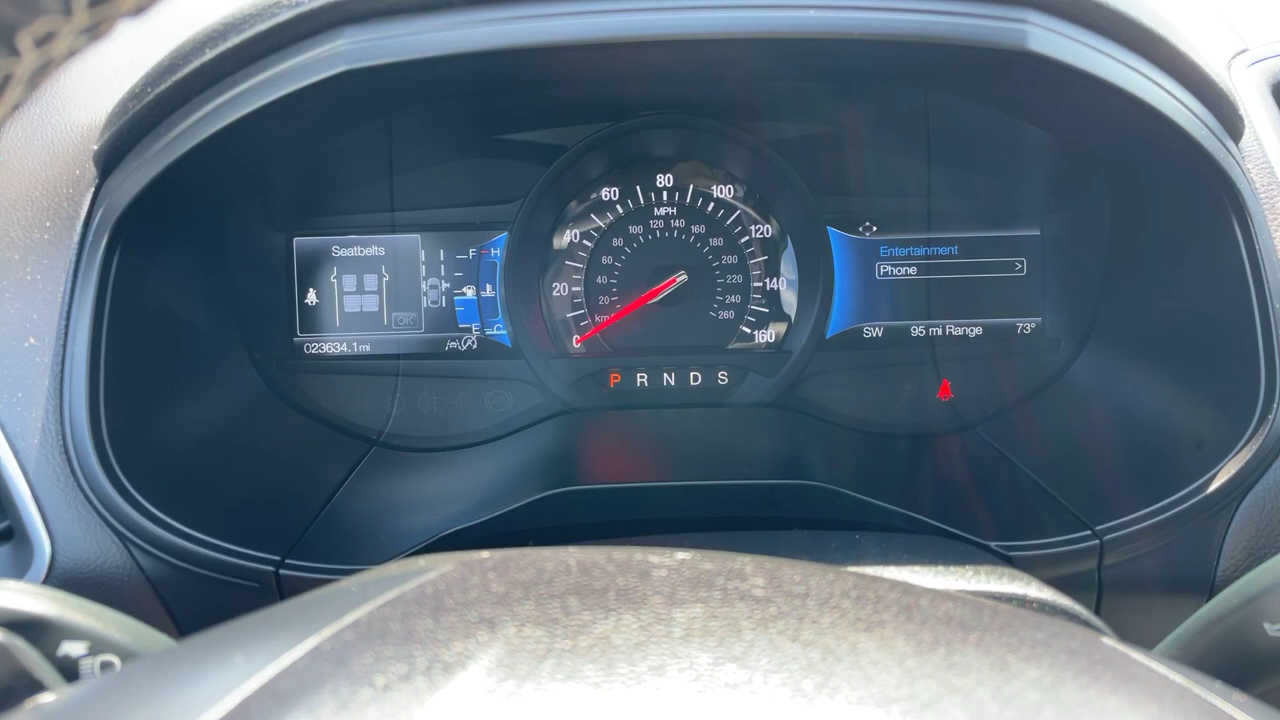 Seatbelts
OK
F H
E C
023634.1mi
0 20 40 60 80 100 120 140 160
MPH
20 40 60 80 100 120 140 160 180 200 220 240 260
P R N D S
Entertainment
Phone >
SW 95 mi Range 73°